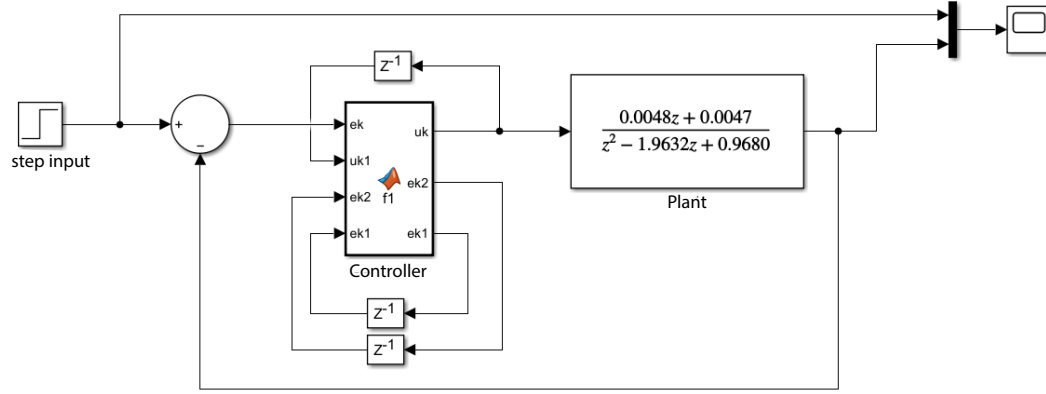 step input
+
−
Z-1
ek
uk1
ek2
ek1
f1
uk
ek2
ek1
Controller
Z-1
Z-1
0.0048z + 0.0047
z² − 1.9632z + 0.9680
Plant